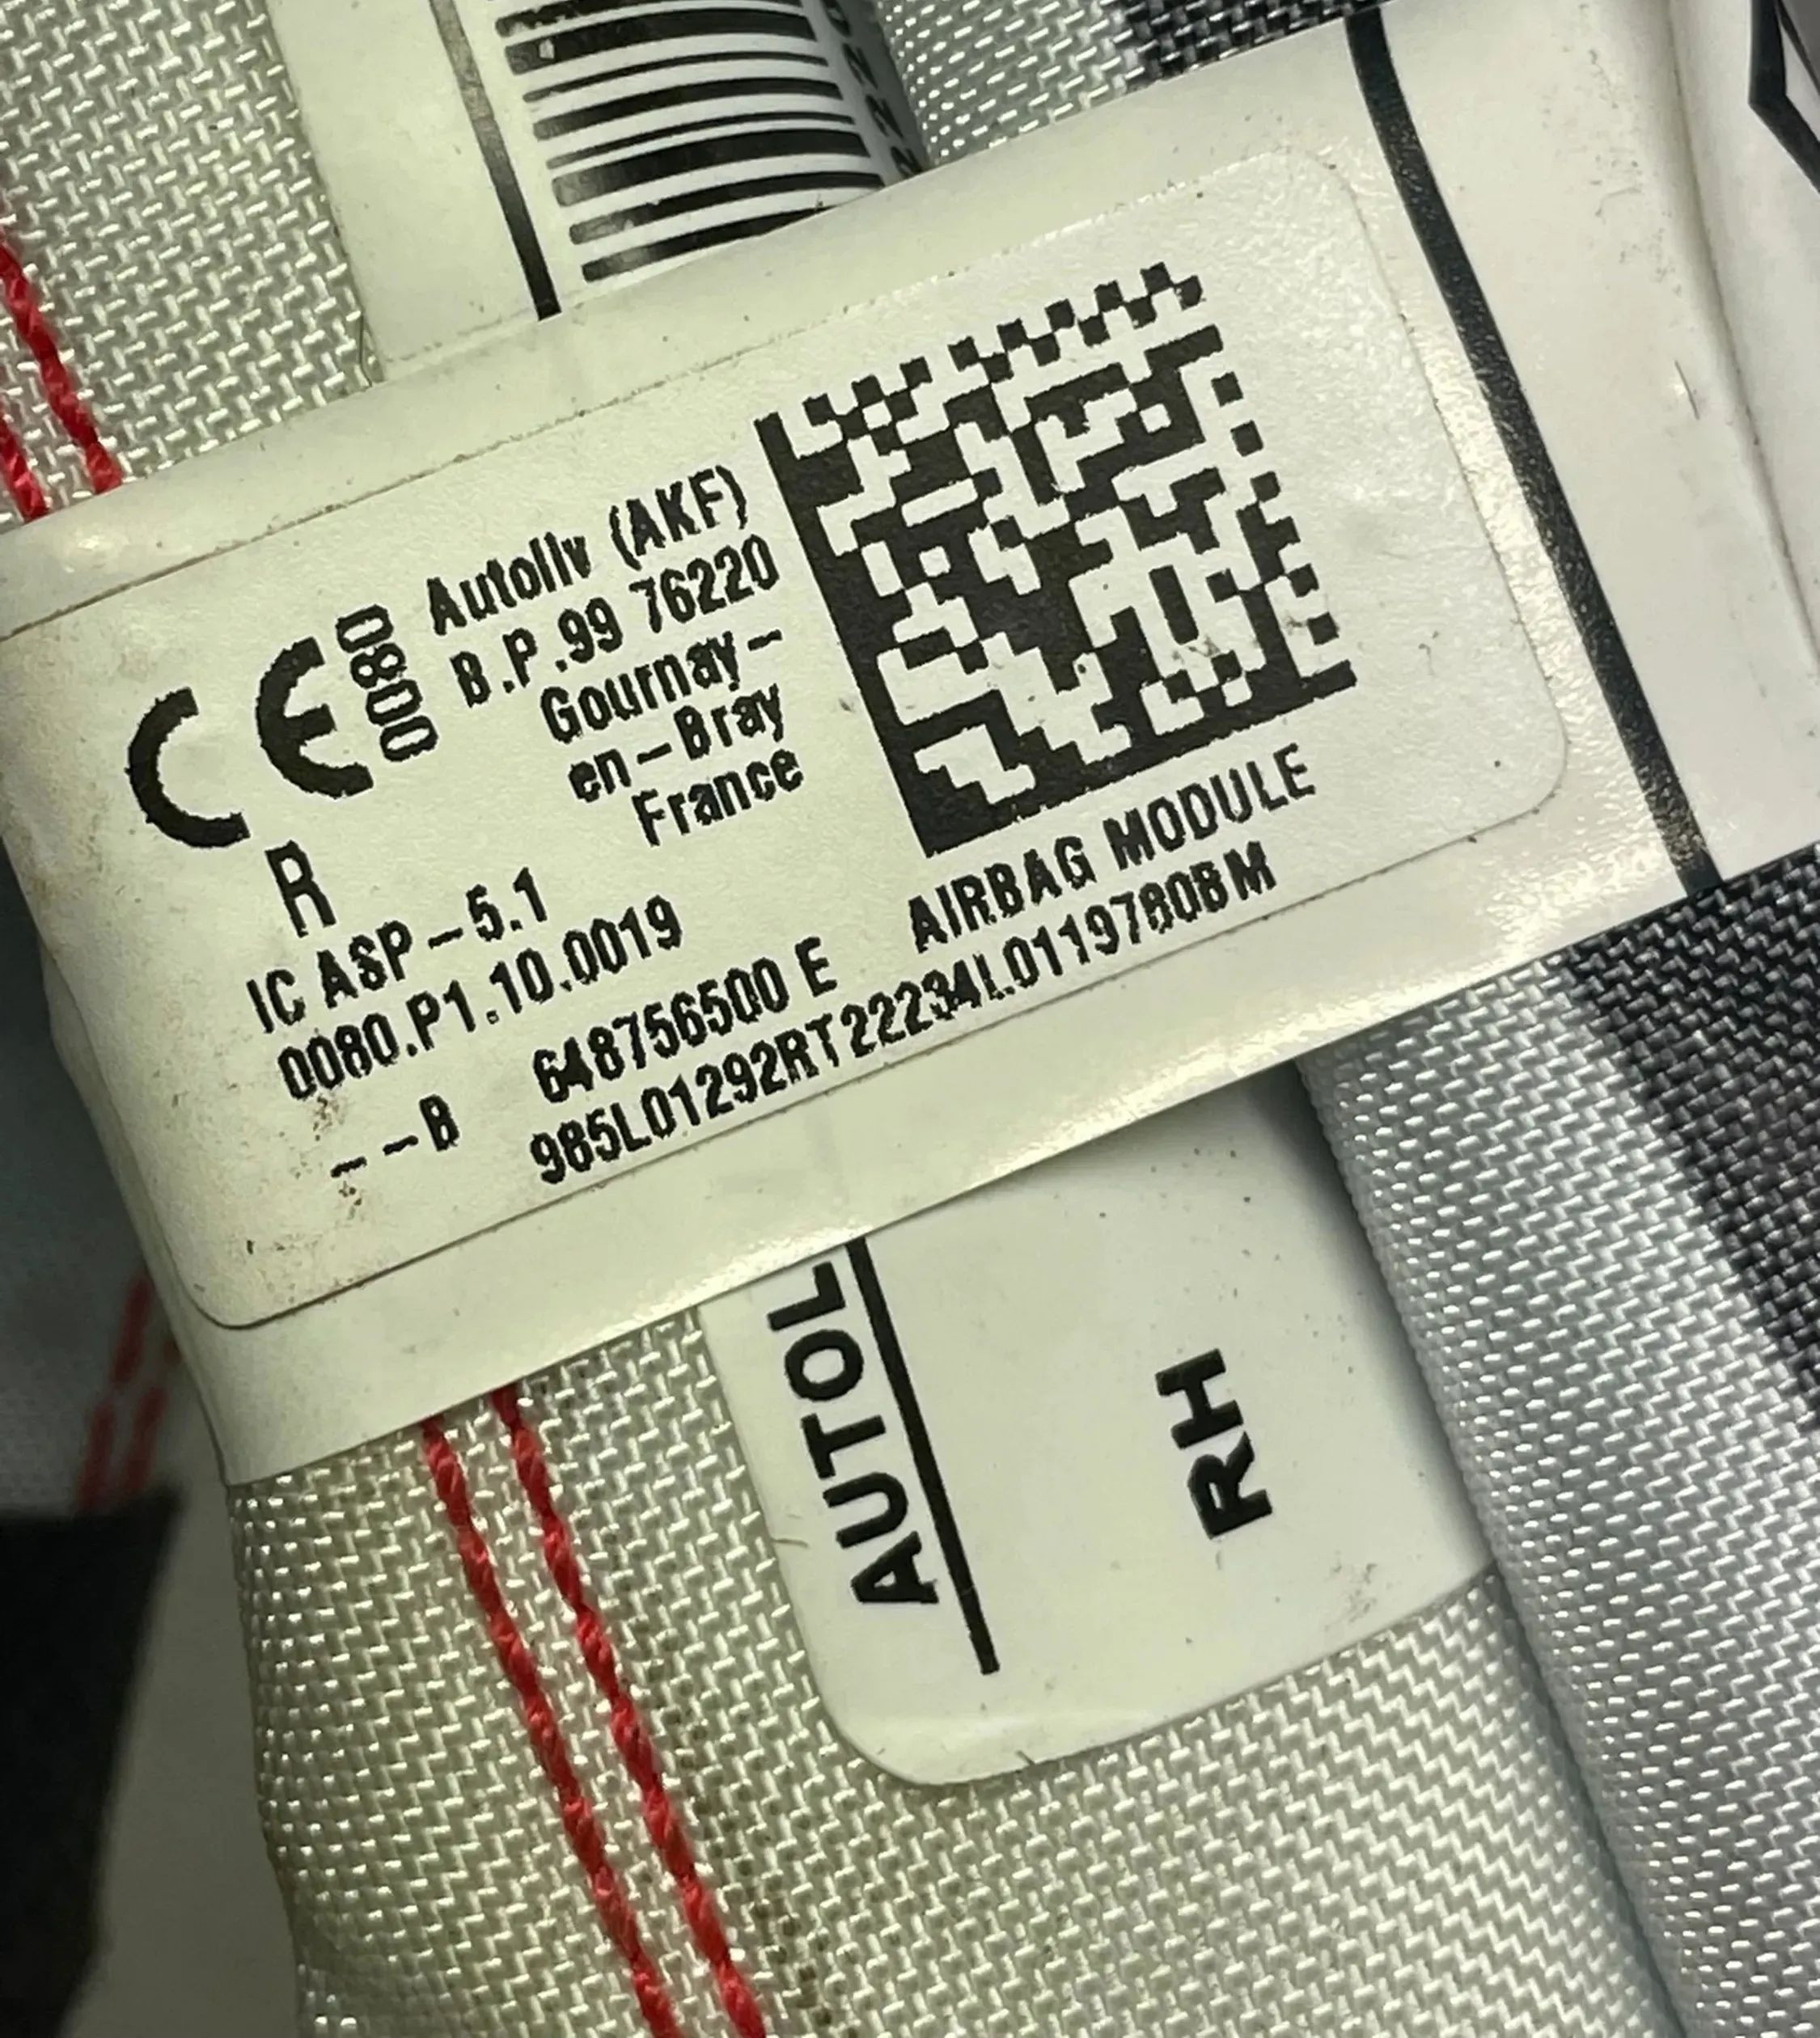 CE 0080
Autoliv (AKF)
B.P.99 76220
Gournay-
en-Bray
France
R
IC ASP-5.1
0080.P1.10.0019
--B
648756500 E
AIRBAG MODULE
985L01292RT22234L0119780BM
AUTOL
RH